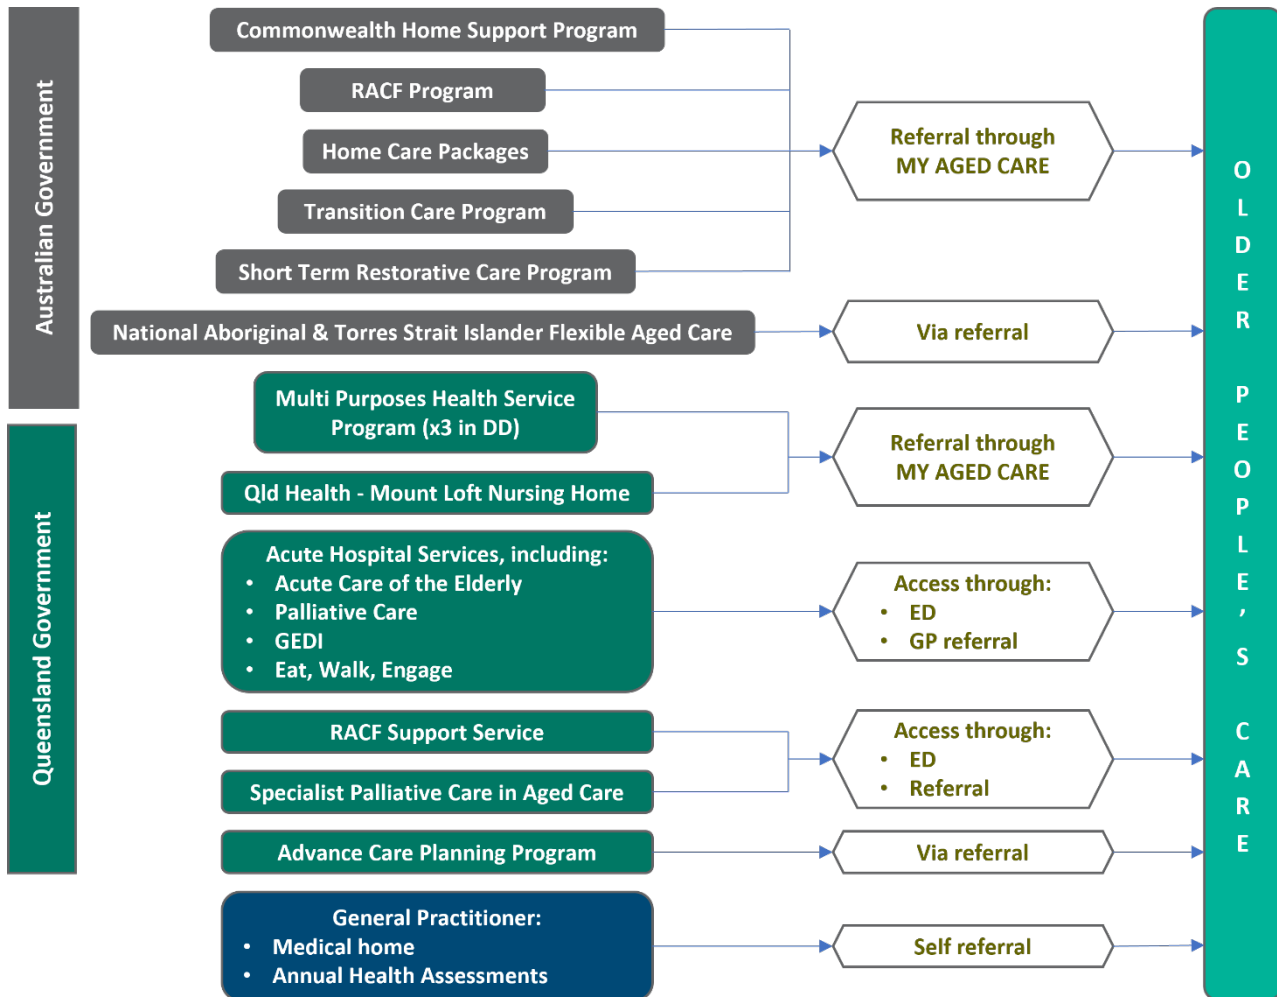 Australian Government
Commonwealth Home Support Program
RACF Program
Home Care Packages
Transition Care Program
Short Term Restorative Care Program
Referral through
MY AGED CARE
National Aboriginal & Torres Strait Islander Flexible Aged Care
Via referral
Queensland Government
Multi Purposes Health Service
Program (x3 in DD)
Qld Health - Mount Loft Nursing Home
Referral through
MY AGED CARE
Acute Hospital Services, including:
• Acute Care of the Elderly
• Palliative Care
• GEDI
• Eat, Walk, Engage
Access through:
• ED
• GP referral
RACF Support Service
Specialist Palliative Care in Aged Care
Access through:
• ED
• Referral
Advance Care Planning Program
Via referral
General Practitioner:
• Medical home
• Annual Health Assessments
Self referral
OLDER PEOPLE’S CARE